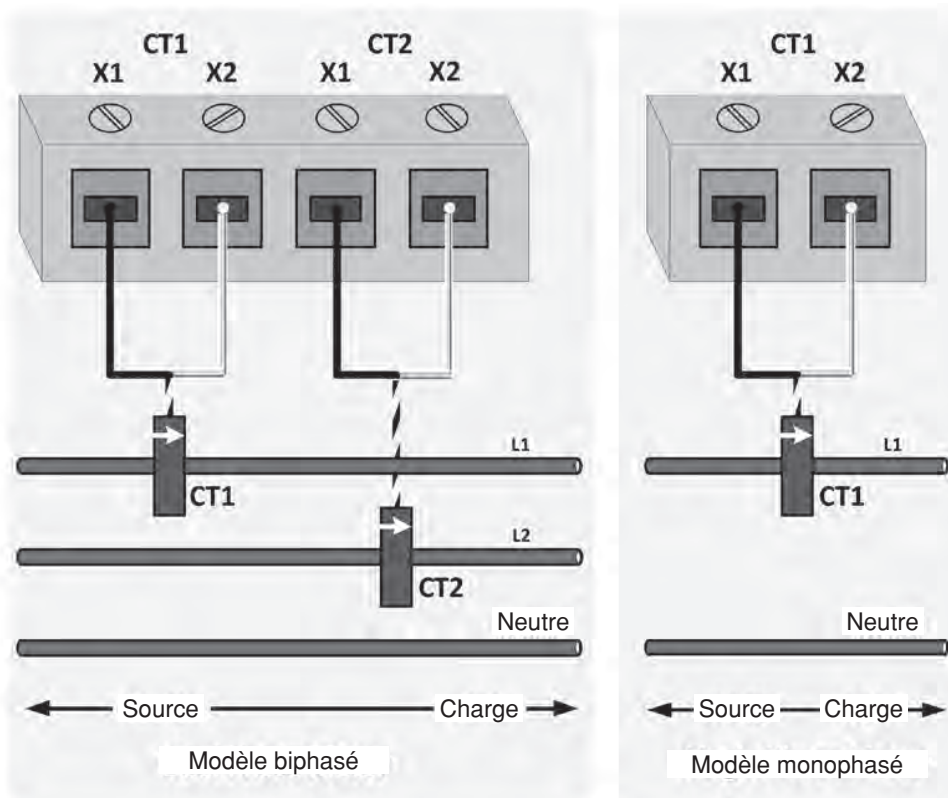 CT1 CT2
X1 X2 X1 X2
L1
CT1
L2
CT2
Neutre
Source Charge
Modèle biphasé
CT1
X1 X2
L1
CT1
Neutre
Source Charge
Modèle monophasé